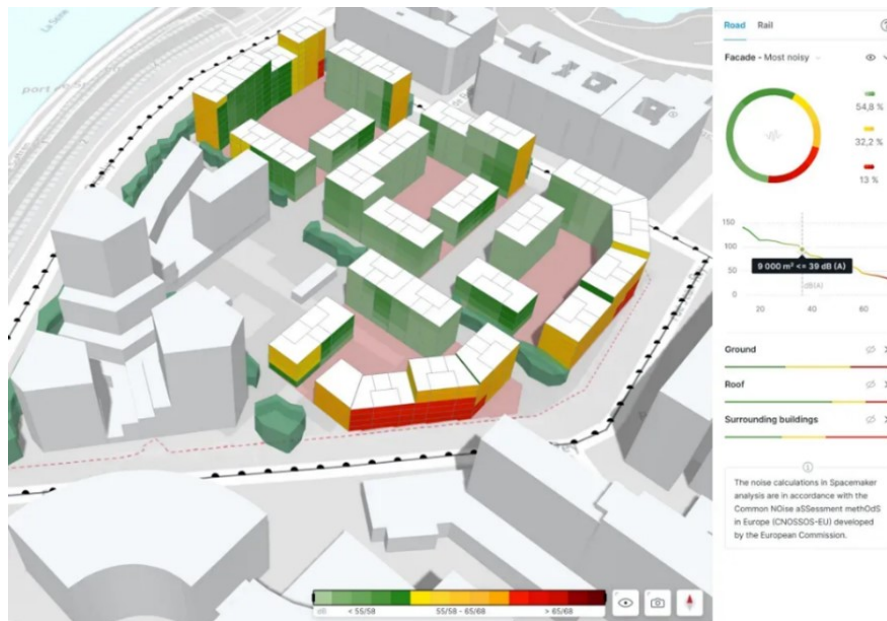 La Seine
Road Rail
Facade - Most noisy
54,8 %
32,2 %
13 %
150
100
50
0
9 000 m² <= 39 dB (A)
dB(A)
20 40 60
Ground
Roof
Surrounding buildings
The noise calculations in Spacemaker
analysis are in accordance with the
Common NOise aSSessment methOdS
in Europe (CNOSSOS-EU) developed
by the European Commission.
dB < 55/58 55/58 - 65/68 > 65/68